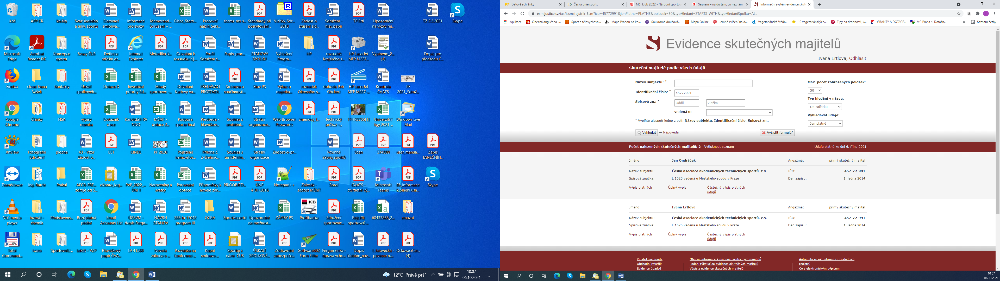 Koš
APP ČR
knížky
Svaz školního
a univ. sportu
Darovací
smlouva...
Informace
pro svazy
Memorand...
Sdružení + ...
Obce_Staro...
Pracovní
náplň_Sekr...
shcms-ms-s...
Standardy při
poskytování...
Vizitky_Sdr...
2018
Žádost o
zrušení síd...
Sdružení -
hlav.papír
TP Ertl
Upozornění
na výzvy rej...
TZ 2.3.2021
Skype
Microsoft
Edge
Acrobat
Reader DC
Koncepce
sportu
Svazy ČUS
Definice
střešní or...
Internet
Explorer
Metodika-k...
Odvolání k
rozsudku č.j....
Profil
Sdružení s...
Popis-prac...
STANOVY
SPOLKU
Vyhlášení
Progra...
HP
rozsudek
Krajského s...
HP LaserJet
MFP M227...
Vyplneno_2...
(1)
Dopis pro
předsedu Č...
Firefox
cloud Ivana
Vašek
Kontakty
Úskalí
spolkovéh...
Dotace X
Investiční
priority Sd...
Mladý
sportovec -...
Odvolání
Karlovy Va...
PŘEDÁVACÍ
PROTOKOL
Smlouva o
součinnosti...
Stav PS
Výkaz o
majetku...
rozsudek
Okresního s...
dohoda Petr
Göckert
HP LaserJet
MFP M227-...
Kontrola
ČAATS
PF
2021_Sdruž...
Google
Chrome
Články
NSK
výpisy
mamka
Dotazník
obce
Kandidáti RV
NNO
MŠMT -
dotace 2...
Podpora
sportu final
Předseda -
hlavičkov...
Souhlas s
umístění...
Střešní
organizace...
Web Browser
Passwords
zmenovy_f...
technický
průkaz -...
FFHR3755[1]
Univerzitní
ligy 2021 ...
Windows Live
Mail
XnView
Fotografie
Sdružení
plocha
43 - Vzor
žádost o...
EET
KINDL
PF 2020
Pojištěné
nemovitos...
Příloha č.
2-Definic...
Souhlas s
umístěním...
Střešní
organizace
Zadost-o-pr...
Povinné
zápisy spolků
Scan
374009
user_manua...
Zápis
TANEČNÍH...
TeamViewer
Ing. Rutrle
Prakul
AEČR-PŘE...
zdroje od S...
eKonto_log...
PVP_2022_...
DM 1
Narozeniny a
svátky
Porovnání
dotace
Připomínky k
novele zák...
PRIOOBJED...
ÚNP
4-01-2016
Notepad++
Zálesák -
žádost MŠMT
Šorel
ČAATS -
čtvrtletní vý...
Microsoft
Teams
05_Informace
k plnění usn...
Skype
VLC media
player
Inzerát -
chemik
Představens...
Bezúplatná
plnění
Email
Accounts List
ÚZSVM -
dopis Perga...
NÁVRH
STANOV
SSS fa 17042
program III
OCRA
SportAccord
Upozornění
na možnost...
ZÁPISY PS
Profibanka
Sdružení
sportovníc...
Rejstřík
sportovců ...
60433868_2...
smazat
Total
Comman...
Ivana
SportovniLi...
Lukáš - VZP
Hlavičkový
papír ČAA...
LV 41500
Novela
zákona o ...
Pozvánka na
konferenci ...
Kupní
smlouva ...
Sportuj s
námi ČUS
ÚSKALÍ
SPOLKOVÉ...
Zdravotní
zabezpeče...
Software602
Form Filler
Pergamenka -
úprava vcho...
Dopis
klubům_náv...
I. Jalovecká -
povinné ru...
OckovaciCer...
(4)
12°C Právě prší
10:07
06.10.2021
Datové schránky
Česká unie sportu
Můj klub 2022 - Národní sportov
Seznam – najdu tam, co neznám
Informační systém evidence skut
esm.justice.cz/ias/issm/rejstrik-$sm?ico=45772991&jenPlatne=PLATNE&polozek=50&typHledani=STARTS_WITH&typHledaniSpolku=ALL
Aplikace
Obecná angličtina |...
Sport a tělovýchova...
Mapa Prahou na ko...
Soukromé doučová...
Mapa Online
Jemné cvičení na d...
Vegetariánská štědr...
10 vegetariánských...
Tipy na drobnosti, k...
GRANTY A DOTACE...
MČ Praha 4: Dotačn...
»
Seznam četby
Evidence skutečných majitelů
Ivana Ertlová, Odhlásit
Skuteční majitelé podle všech údajů
Název subjektu: *
Identifikační číslo: *
45772991
Spisová zn.: *
Oddíl
Vložka
vedená u:
* Vyplňte alespoň jedno z polí: Název subjektu, Identifikační číslo, Spisová zn..
Max. počet zobrazených položek:
50
Typ hledání v názvu:
Od začátku
Vyhledávat údaje:
Jen platné
Vyhledat — Nápověda
Vyčistit formulář
Počet nalezených skutečných majitelů: 2 - Vytisknout seznam
Údaje platné ke dni 6. října 2021
Jméno: Jan Ondráček Angažmá: přímý skutečný majitel
Název subjektu: Česká asociace akademických technických sportů, z.s. IČO: 457 72 991
Spisová značka: L 1525 vedená u Městského soudu v Praze Den zápisu: 1. ledna 2014
Výpis platných Úplný výpis Částečný výpis platných
údajů
Jméno: Ivana Ertlová Angažmá: přímý skutečný majitel
Název subjektu: Česká asociace akademických technických sportů, z.s. IČO: 457 72 991
Spisová značka: L 1525 vedená u Městského soudu v Praze Den zápisu: 1. ledna 2014
Výpis platných Úplný výpis Částečný výpis platných
údajů
Rejstříkové soudy
Obchodní rejstřík
Evidence úpadců
Obecné informace k evidenci skutečných majitelů
Podání týkající se evidence skutečných majitelů
Výpis z evidence skutečných majitelů
Automatické aktualizace ze základních
registrů
Co s elektronickým výpisem
10:07
06.10.2021